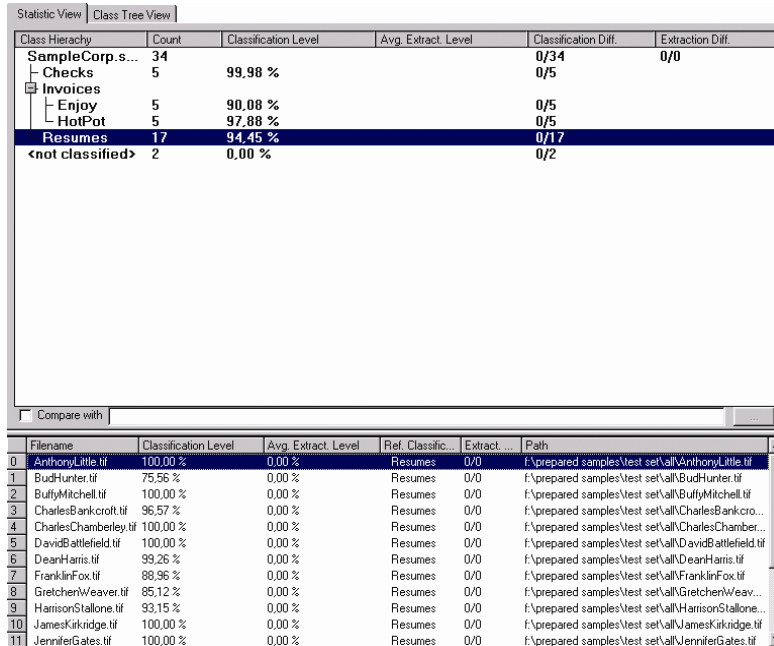 Statistic View Class Tree View
Class Hierachy Count Classification Level Avg. Extract. Level Classification Diff. Extraction Diff.
SampleCorp.s... 34 0/34 0/0
Checks 5 99,98 % 0/5
Invoices
Enjoy 5 90,08 % 0/5
HotPot 5 97,88 % 0/5
Resumes 17 94,45 % 0/17
<not classified> 2 0,00 % 0/2
Compare with ...
Filename Classification Level Avg. Extract. Level Ref. Classific... Extract. ... Path
0 AnthonyLittle.tif 100,00 % 0,00 % Resumes 0/0 f:\prepared samples\test set\all\AnthonyLittle.tif
1 BudHunter.tif 75,56 % 0,00 % Resumes 0/0 f:\prepared samples\test set\all\BudHunter.tif
2 BuffyMitchell.tif 100,00 % 0,00 % Resumes 0/0 f:\prepared samples\test set\all\BuffyMitchell.tif
3 CharlesBankcroft.tif 96,57 % 0,00 % Resumes 0/0 f:\prepared samples\test set\all\CharlesBankcro...
4 CharlesChamberley.tif 100,00 % 0,00 % Resumes 0/0 f:\prepared samples\test set\all\CharlesChamber...
5 DavidBattlefield.tif 100,00 % 0,00 % Resumes 0/0 f:\prepared samples\test set\all\DavidBattlefield.tif
6 DeanHarris.tif 99,26 % 0,00 % Resumes 0/0 f:\prepared samples\test set\all\DeanHarris.tif
7 FranklinFox.tif 88,96 % 0,00 % Resumes 0/0 f:\prepared samples\test set\all\FranklinFox.tif
8 GretchenWeaver.tif 85,12 % 0,00 % Resumes 0/0 f:\prepared samples\test set\all\GretchenWeav...
9 HarrisonStallone.tif 93,15 % 0,00 % Resumes 0/0 f:\prepared samples\test set\all\HarrisonStallone...
10 JamesKirkridge.tif 100,00 % 0,00 % Resumes 0/0 f:\prepared samples\test set\all\JamesKirkridge.tif
11 JenniferGates.tif 100,00 % 0,00 % Resumes 0/0 f:\prepared samples\test set\all\JenniferGates.tif